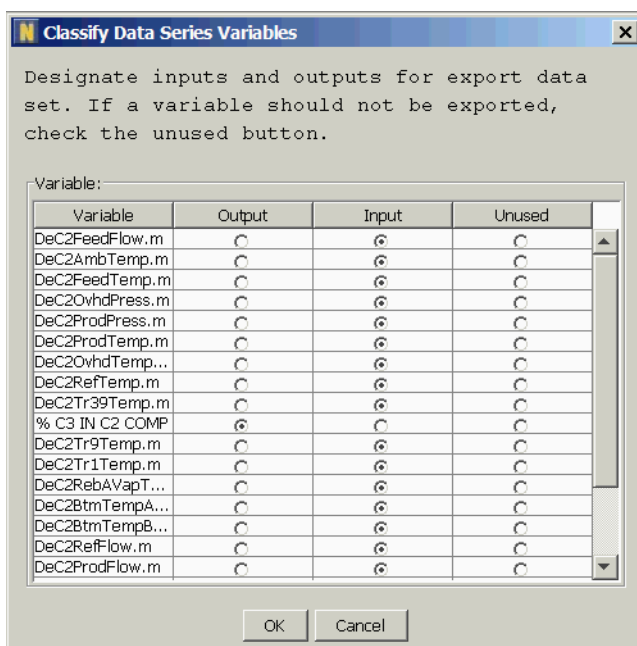 N Classify Data Series Variables
Designate inputs and outputs for export data
set. If a variable should not be exported,
check the unused button.
Variable:
Variable Output Input Unused
DeC2FeedFlow.m
DeC2AmbTemp.m
DeC2FeedTemp.m
DeC2OvhdPress.m
DeC2ProdPress.m
DeC2ProdTemp.m
DeC2OvhdTemp...
DeC2RefTemp.m
DeC2Tr39Temp.m
% C3 IN C2 COMP
DeC2Tr9Temp.m
DeC2Tr1Temp.m
DeC2RebAVapT...
DeC2BtmTempA...
DeC2BtmTempB...
DeC2RefFlow.m
DeC2ProdFlow.m
OK Cancel